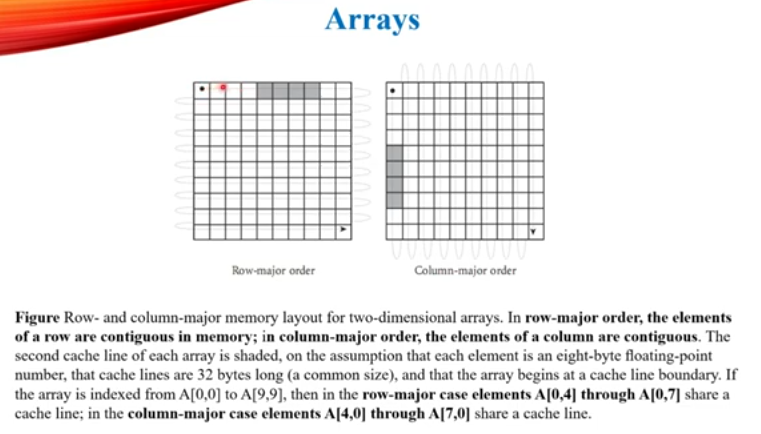 Arrays
Row-major order
Column-major order
Figure Row- and column-major memory layout for two-dimensional arrays. In row-major order, the elements
of a row are contiguous in memory; in column-major order, the elements of a column are contiguous. The
second cache line of each array is shaded, on the assumption that each element is an eight-byte floating-point
number, that cache lines are 32 bytes long (a common size), and that the array begins at a cache line boundary. If
the array is indexed from A[0,0] to A[9,9], then in the row-major case elements A[0,4] through A[0,7] share a
cache line; in the column-major case elements A[4,0] through A[7,0] share a cache line.